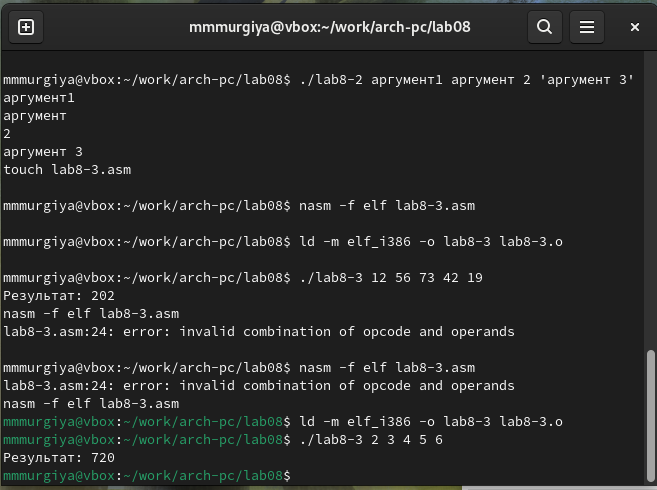 mmmurgiya@vbox:~/work/arch-pc/lab08
mmmurgiya@vbox:~/work/arch-pc/lab08$ ./lab8-2 аргумент1 аргумент 2 'аргумент 3'
аргумент1
аргумент
2
аргумент 3
touch lab8-3.asm
mmmurgiya@vbox:~/work/arch-pc/lab08$ nasm -f elf lab8-3.asm
mmmurgiya@vbox:~/work/arch-pc/lab08$ ld -m elf_i386 -o lab8-3 lab8-3.o
mmmurgiya@vbox:~/work/arch-pc/lab08$ ./lab8-3 12 56 73 42 19
Результат: 202
nasm -f elf lab8-3.asm
lab8-3.asm:24: error: invalid combination of opcode and operands
mmmurgiya@vbox:~/work/arch-pc/lab08$ nasm -f elf lab8-3.asm
lab8-3.asm:24: error: invalid combination of opcode and operands
nasm -f elf lab8-3.asm
mmmurgiya@vbox:~/work/arch-pc/lab08$ ld -m elf_i386 -o lab8-3 lab8-3.o
mmmurgiya@vbox:~/work/arch-pc/lab08$ ./lab8-3 2 3 4 5 6
Результат: 720
mmmurgiya@vbox:~/work/arch-pc/lab08$